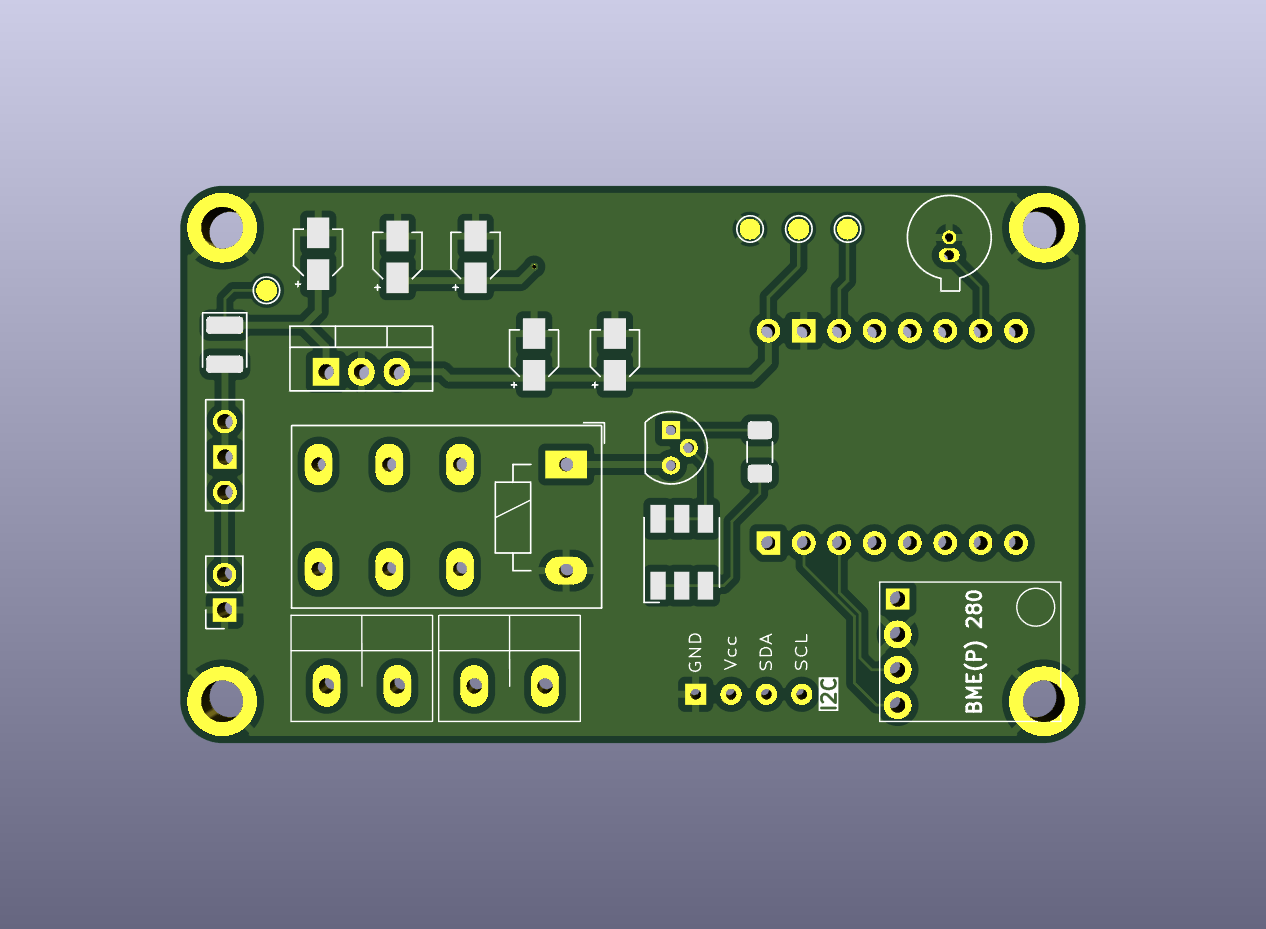 +
+
+
+
+
GND
Vcc
SDA
SCL
I2C
BME(P) 280